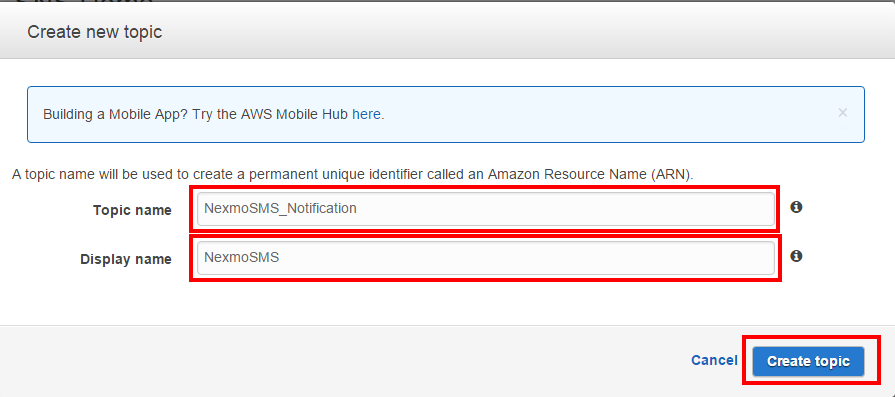 Create new topic
Building a Mobile App? Try the AWS Mobile Hub here.
×
A topic name will be used to create a permanent unique identifier called an Amazon Resource Name (ARN).
Topic name NexmoSMS_Notification
Display name NexmoSMS
Cancel Create topic